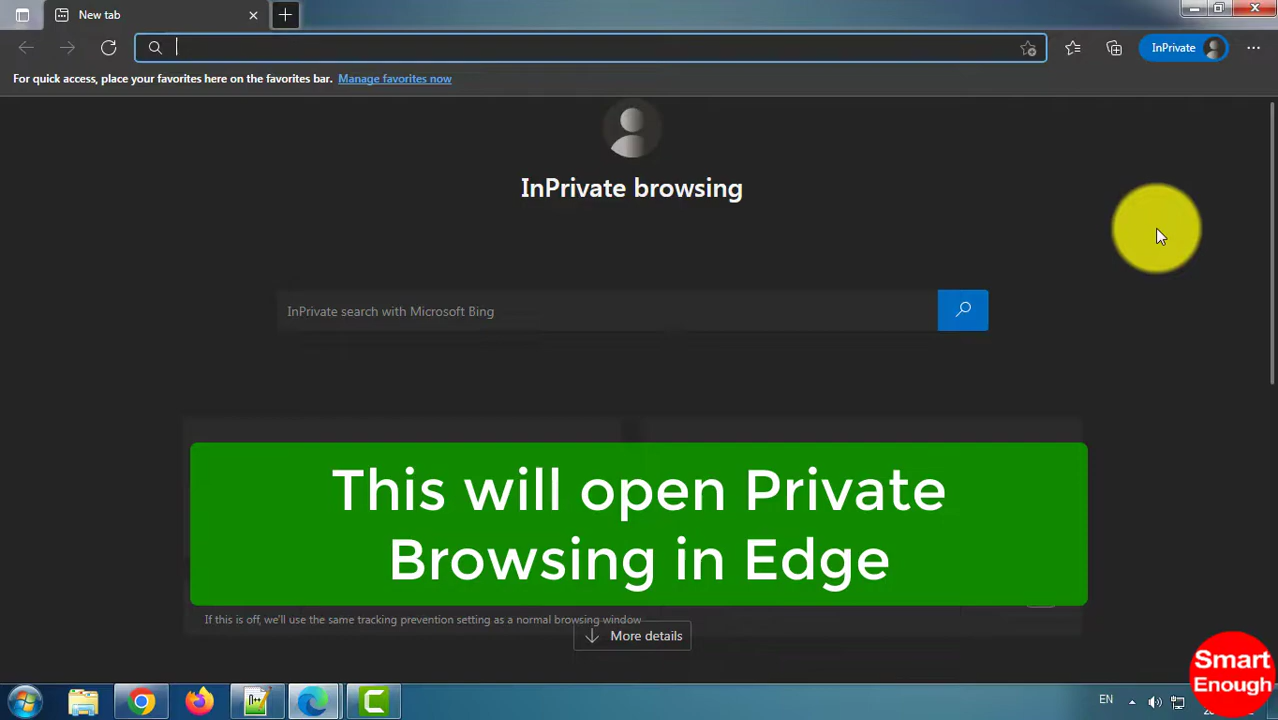 New tab
InPrivate
For quick access, place your favorites here on the favorites bar. Manage favorites now
InPrivate browsing
InPrivate search with Microsoft Bing
This will open Private
Browsing in Edge
If this is off, we'll use the same tracking prevention setting as a normal browsing window
More details
Smart
Enough
EN